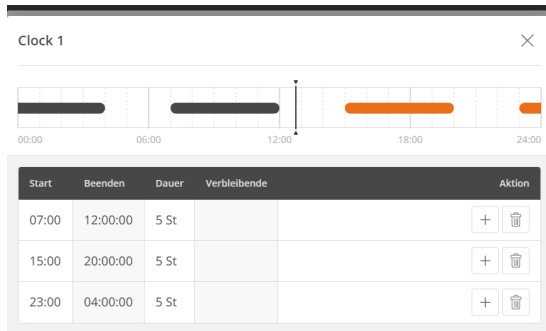 Clock 1
00:00 06:00 12:00 18:00 24:00
Start Beenden Dauer Verbleibende Aktion
07:00 12:00:00 5 St
15:00 20:00:00 5 St
23:00 04:00:00 5 St